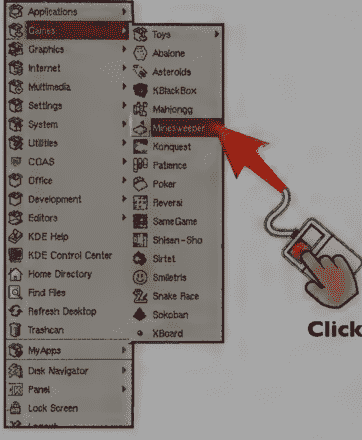 Applications
Games
Graphics
Internet
Multimedia
Settings
System
Utilities
COAS
Office
Development
Editors
KDE Help
KDE Control Center
Home Directory
Find Files
Refresh Desktop
Trashcan
MyApps
Disk Navigator
Panel
Lock Screen
Logout
Toys
Abalone
Asteroids
KBlackBox
Mahjongg
Minesweeper
Konquest
Patience
Poker
Reversi
SameGame
Shisen-Sho
Sirtet
Smiletris
Snake Race
Sokoban
XBoard
Click